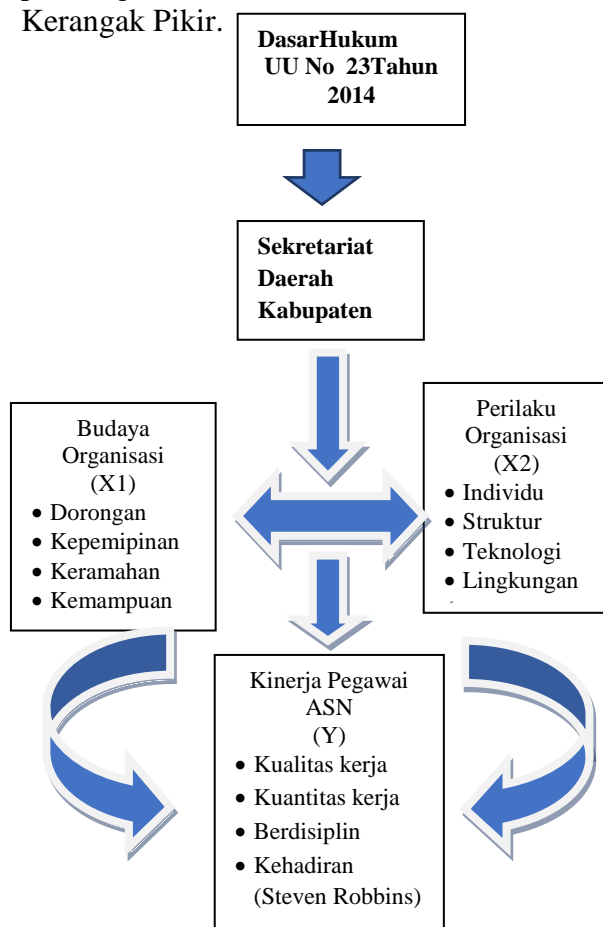 Kerangak Pikir.
DasarHukum
UU No 23Tahun
2014
Sekretariat
Daerah
Kabupaten
Budaya
Organisasi
(X1)
• Dorongan
• Kepemipinan
• Keramahan
• Kemampuan
Perilaku
Organisasi
(X2)
• Individu
• Struktur
• Teknologi
• Lingkungan
Kinerja Pegawai
ASN
(Y)
• Kualitas kerja
• Kuantitas kerja
• Berdisiplin
• Kehadiran
(Steven Robbins)